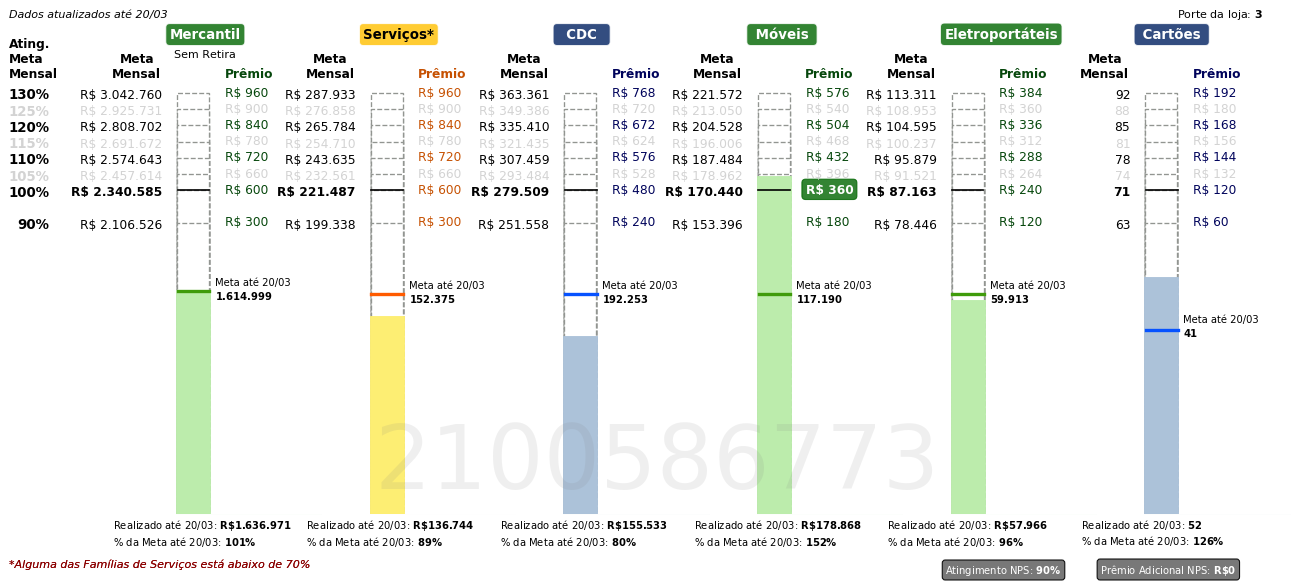 Dados atualizados até 20/03
Porte da loja: 3
Mercantil Serviços* CDC Móveis Eletroportáteis Cartões
Sem Retira
Ating. Meta Mensal
Meta Mensal Prêmio Meta Mensal Prêmio Meta Mensal Prêmio Meta Mensal Prêmio Meta Mensal Prêmio Meta Mensal Prêmio
130% R$ 3.042.760 R$ 960 R$ 287.933 R$ 960 R$ 363.361 R$ 768 R$ 221.572 R$ 576 R$ 113.311 R$ 384 92 R$ 192
125% R$ 2.925.731 R$ 900 R$ 276.858 R$ 900 R$ 349.386 R$ 720 R$ 213.050 R$ 540 R$ 108.953 R$ 360 88 R$ 180
120% R$ 2.808.702 R$ 840 R$ 265.784 R$ 840 R$ 335.410 R$ 672 R$ 204.528 R$ 504 R$ 104.595 R$ 336 85 R$ 168
115% R$ 2.691.672 R$ 780 R$ 254.710 R$ 780 R$ 321.435 R$ 624 R$ 196.006 R$ 468 R$ 100.237 R$ 312 81 R$ 156
110% R$ 2.574.643 R$ 720 R$ 243.635 R$ 720 R$ 307.459 R$ 576 R$ 187.484 R$ 432 R$ 95.879 R$ 288 78 R$ 144
105% R$ 2.457.614 R$ 660 R$ 232.561 R$ 660 R$ 293.484 R$ 528 R$ 178.962 R$ 396 R$ 91.521 R$ 264 74 R$ 132
100% R$ 2.340.585 R$ 600 R$ 221.487 R$ 600 R$ 279.509 R$ 480 R$ 170.440 R$ 360 R$ 87.163 R$ 240 71 R$ 120
90% R$ 2.106.526 R$ 300 R$ 199.338 R$ 300 R$ 251.558 R$ 240 R$ 153.396 R$ 180 R$ 78.446 R$ 120 63 R$ 60
Meta até 20/03 Meta até 20/03 Meta até 20/03 Meta até 20/03 Meta até 20/03
1.614.999 152.375 192.253 117.190 59.913
Meta até 20/03
41
2100586773
Realizado até 20/03: R$1.636.971 Realizado até 20/03: R$136.744 Realizado até 20/03: R$155.533 Realizado até 20/03: R$178.868 Realizado até 20/03: R$57.966 Realizado até 20/03: 52
% da Meta até 20/03: 101% % da Meta até 20/03: 89% % da Meta até 20/03: 80% % da Meta até 20/03: 152% % da Meta até 20/03: 96% % da Meta até 20/03: 126%
*Alguma das Famílias de Serviços está abaixo de 70%
Atingimento NPS: 90% Prêmio Adicional NPS: R$0